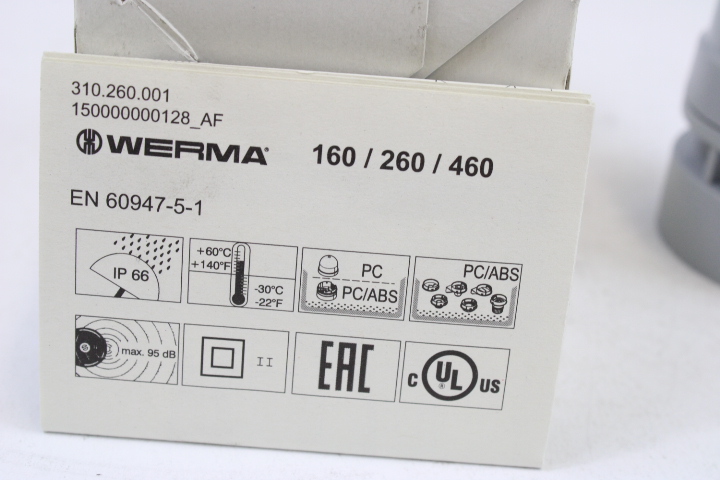 310.260.001
150000000128_AF
WERMA 160 / 260 / 460
EN 60947-5-1
IP 66
+60°C
+140°F
-30°C
-22°F
PC
PC/ABS
PC/ABS
max. 95 dB
II
EAC
c UL ® US